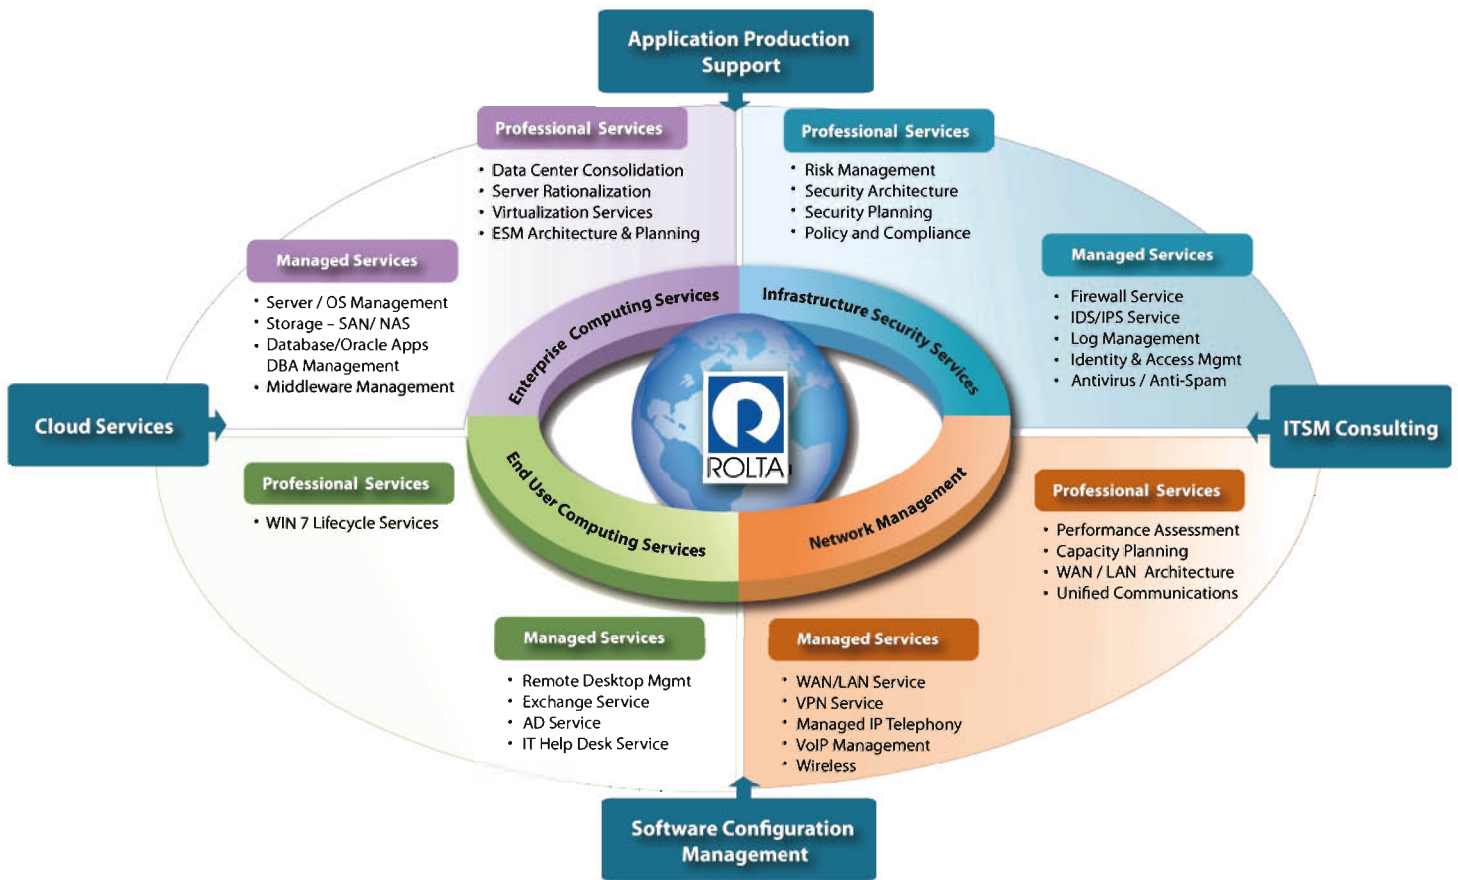 Application Production
Support
Professional Services
• Data Center Consolidation
• Server Rationalization
• Virtualization Services
• ESM Architecture & Planning
Professional Services
• Risk Management
• Security Architecture
• Security Planning
• Policy and Compliance
Managed Services
• Server / OS Management
• Storage – SAN/ NAS
• Database/Oracle Apps
DBA Management
• Middleware Management
Managed Services
• Firewall Service
• IDS/IPS Service
• Log Management
• Identity & Access Mgmt
• Antivirus / Anti-Spam
Enterprise Computing Services
Infrastructure Security Services
ROLTA
Cloud Services
ITSM Consulting
End User Computing Services
Network Management
Professional Services
• WIN 7 Lifecycle Services
Professional Services
• Performance Assessment
• Capacity Planning
• WAN / LAN Architecture
• Unified Communications
Managed Services
• Remote Desktop Mgmt
• Exchange Service
• AD Service
• IT Help Desk Service
Managed Services
• WAN/LAN Service
• VPN Service
• Managed IP Telephony
• VoIP Management
• Wireless
Software Configuration
Management